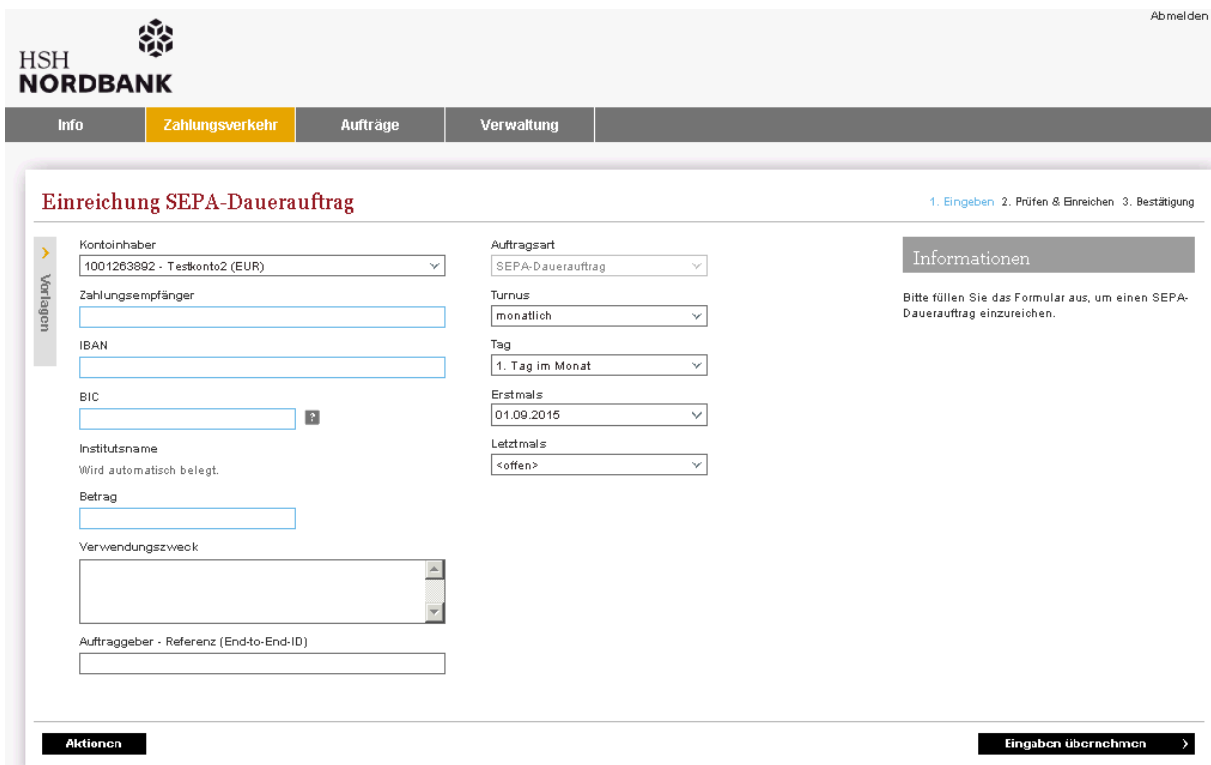 Abmelden
HSH
NORDBANK
Info Zahlungsverkehr Aufträge Verwaltung
Einreichung SEPA-Dauerauftrag
1. Eingeben 2. Prüfen & Einreichen 3. Bestätigung
Vorlagen
Kontoinhaber
1001263892 - Testkonto2 (EUR)
Zahlungsempfänger
IBAN
BIC
?
Institutsname
Wird automatisch belegt.
Betrag
Verwendungszweck
Auftraggeber - Referenz (End-to-End-ID)
Auftragsart
SEPA-Dauerauftrag
Turnus
monatlich
Tag
1. Tag im Monat
Erstmals
01.09.2015
Letztmals
<offen>
Informationen
Bitte füllen Sie das Formular aus, um einen SEPA-
Dauerauftrag einzureichen.
Aktionen
Eingaben übernehmen